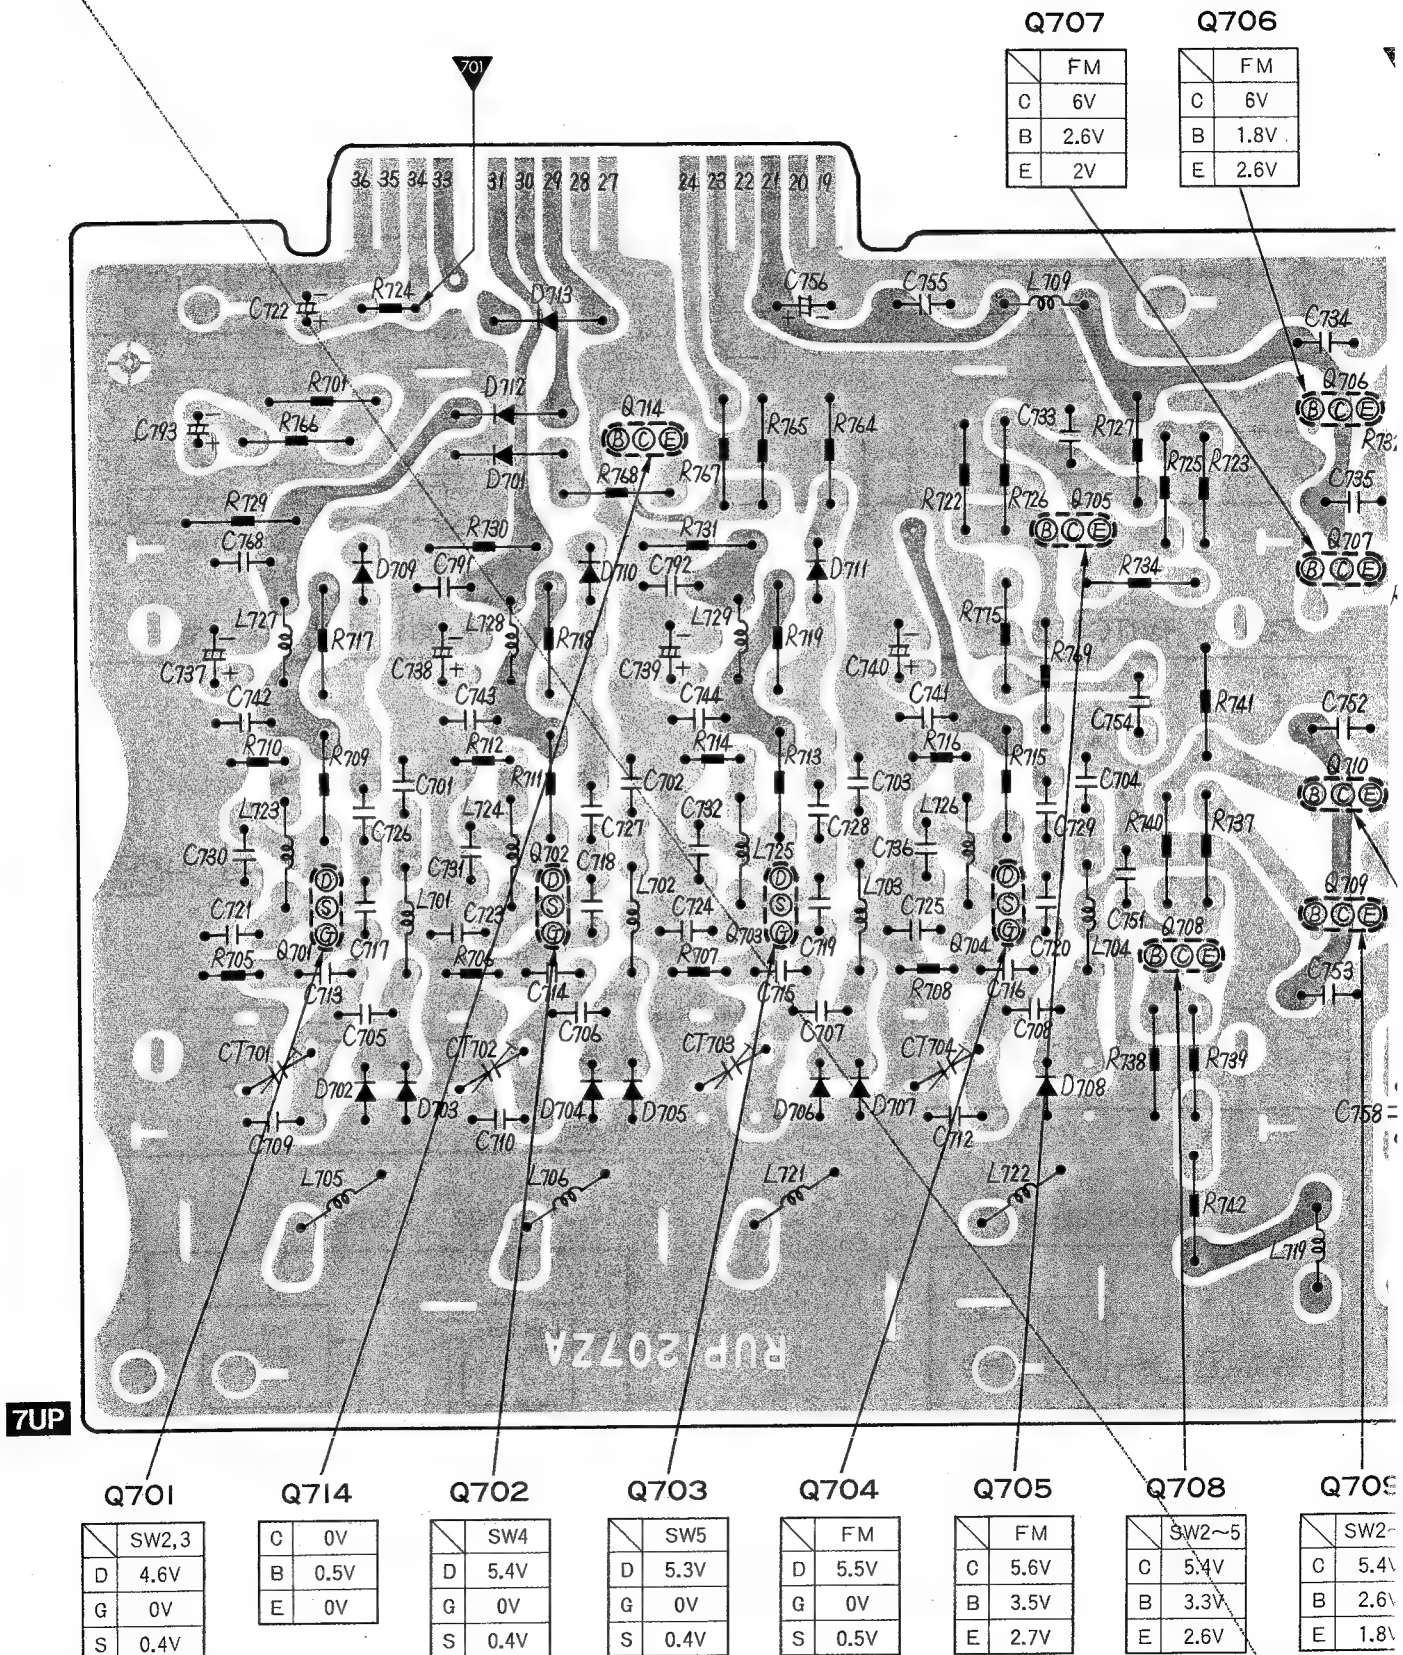 Q707 Q706
FM
C 6V
B 2.6V
E 2V
FM
C 6V
B 1.8V
E 2.6V
701
36 35 34 33 31 30 29 28 27 24 23 22 21 20 19
C722 R724 D713 C756 C755 L709 C734
R701 D712 Q714 R765 R764 C733 R727 Q706
B C E
B C E
C793 R766 D701 R768 R767 R722 R726 Q705 R725 R723 C735
B C E
R729 R730 R731 Q707
B C E
C768 D709 C791 D710 C792 D711 R734
L727 R717 L728 R718 L729 R719 R775 R769
C737 C738 C739 C740
C742 C743 C744 C741 C754 R741 C752
R710 R709 R712 R711 R714 R713 R716 R715 Q710
B C E
C701 C702 C703 C704
L723 C726 L724 C727 C732 C728 L726 C729 R740 R737
C730 C731 Q702 C718 L725 C736 Q709
D S G
D S G
D S G
D S G
B C E
L701 L702 L703 C751 Q708
B C E
C721 Q701 C717 C723 C724 Q703 C719 C725 Q704 C720 L704
R705 C713 R706 C714 R707 C715 R708 C716 C753
C705 C706 C707 C708
CT701 CT702 CT703 CT704 R738 R739
D702 D703 D704 D705 D706 D707 D708
C709 C710 C712 C758
L705 L706 L721 L722 R742 L719
RUP1207ZA
7UP
Q701 Q714 Q702 Q703 Q704 Q705 Q708 Q709
SW2,3
D 4.6V
G 0V
S 0.4V
C 0V
B 0.5V
E 0V
SW4
D 5.4V
G 0V
S 0.4V
SW5
D 5.3V
G 0V
S 0.4V
FM
D 5.5V
G 0V
S 0.5V
FM
C 5.6V
B 3.5V
E 2.7V
SW2~5
C 5.4V
B 3.3V
E 2.6V
SW2~
C 5.4V
B 2.6V
E 1.8V